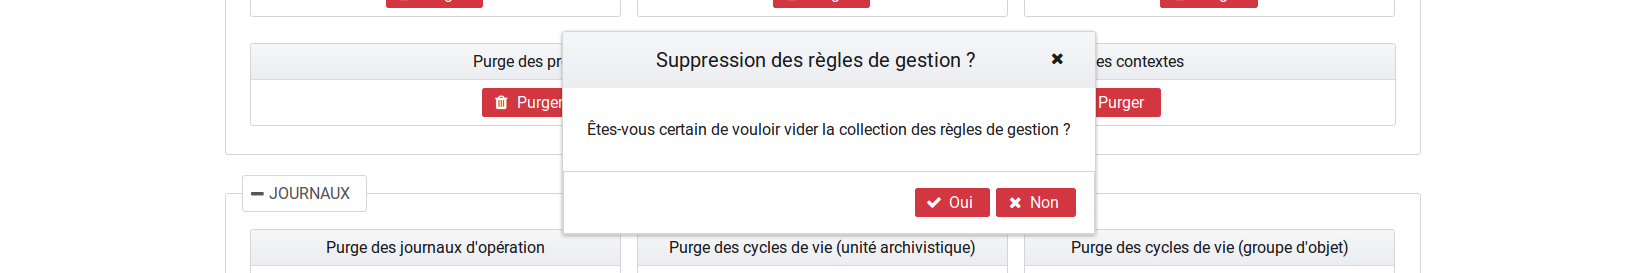 Suppression des règles de gestion ?
Purge des
es contextes
Purger
Purger
Êtes-vous certain de vouloir vider la collection des règles de gestion ?
Oui
Non
JOURNAUX
Purge des journaux d'opération
Purge des cycles de vie (unité archivistique)
Purge des cycles de vie (groupe d'objet)